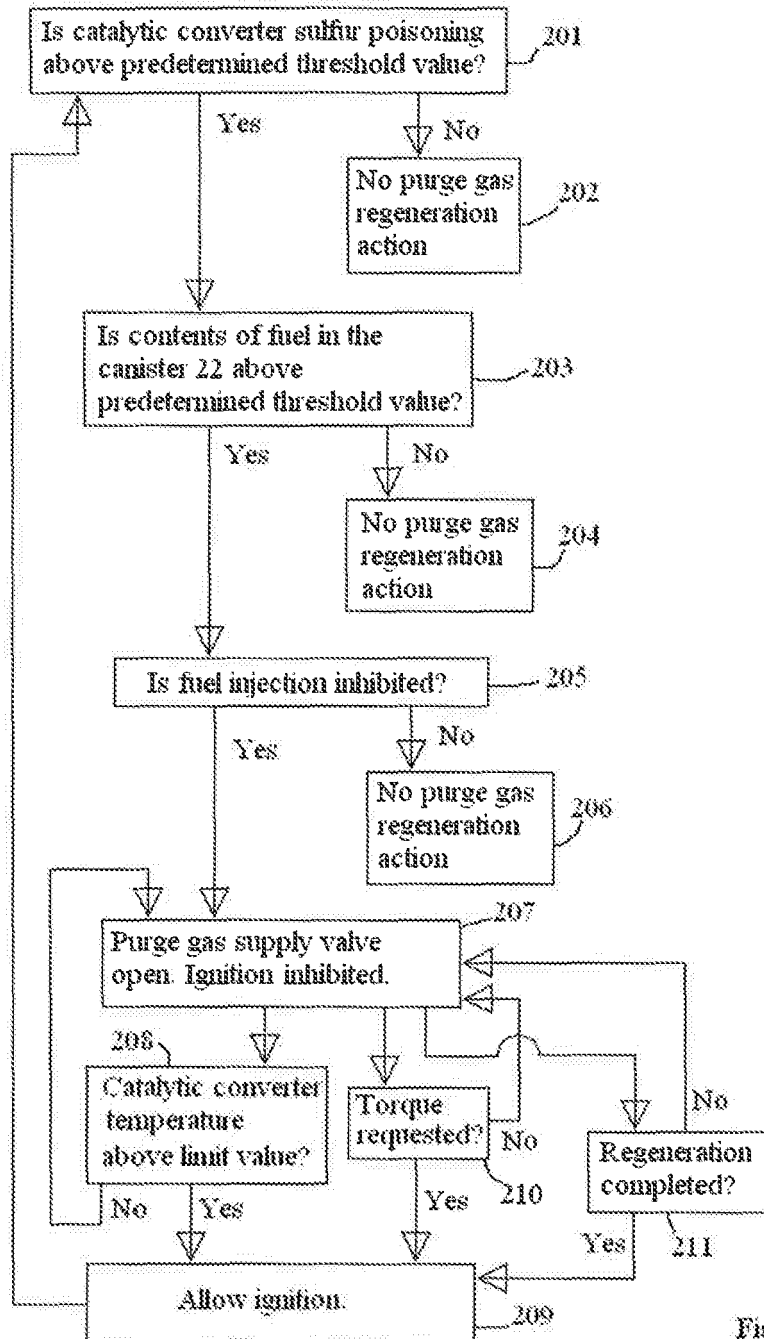 Is catalytic converter sulfur poisoning
above predetermined threshold value?
201
Yes
No
No purge gas
regeneration
action
202
Is contents of fuel in the
canister 22 above
predetermined threshold value?
203
Yes
No
No purge gas
regeneration
action
204
Is fuel injection inhibited?
205
Yes
No
No purge gas
regeneration
action
206
207
Purge gas supply valve
open. Ignition inhibited.
208
Catalytic converter
temperature
above limit value?
No
Yes
Torque
requested?
No
210
Yes
No
Regeneration
completed?
211
Yes
Allow ignition.
209